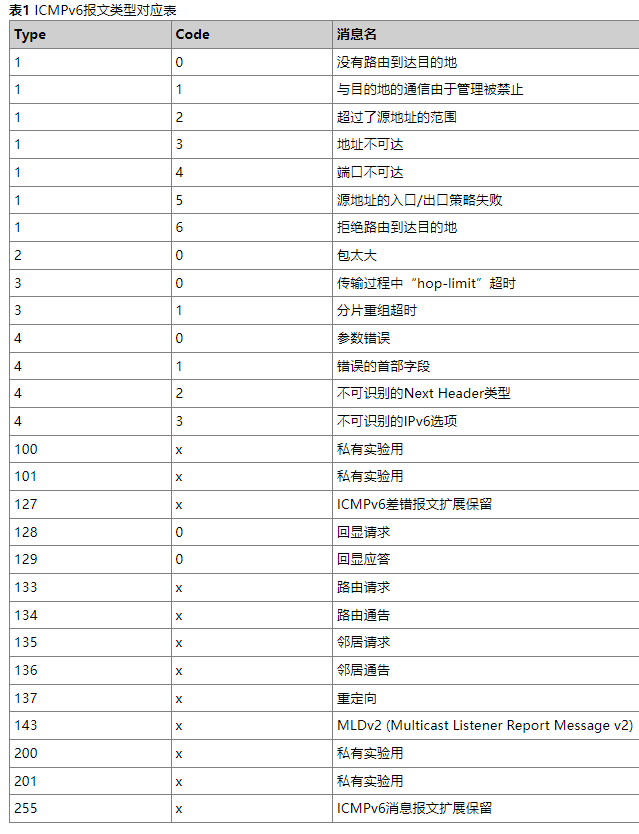 表1 ICMPv6报文类型对应表
Type Code 消息名
1 0 没有路由到达目的地
1 1 与目的地的通信由于管理被禁止
1 2 超过了源地址的范围
1 3 地址不可达
1 4 端口不可达
1 5 源地址的入口/出口策略失败
1 6 拒绝路由到达目的地
2 0 包太大
3 0 传输过程中“hop-limit”超时
3 1 分片重组超时
4 0 参数错误
4 1 错误的首部字段
4 2 不可识别的Next Header类型
4 3 不可识别的IPv6选项
100 x 私有实验用
101 x 私有实验用
127 x ICMPv6差错报文扩展保留
128 0 回显请求
129 0 回显应答
133 x 路由请求
134 x 路由通告
135 x 邻居请求
136 x 邻居通告
137 x 重定向
143 x MLDv2 (Multicast Listener Report Message v2)
200 x 私有实验用
201 x 私有实验用
255 x ICMPv6消息报文扩展保留